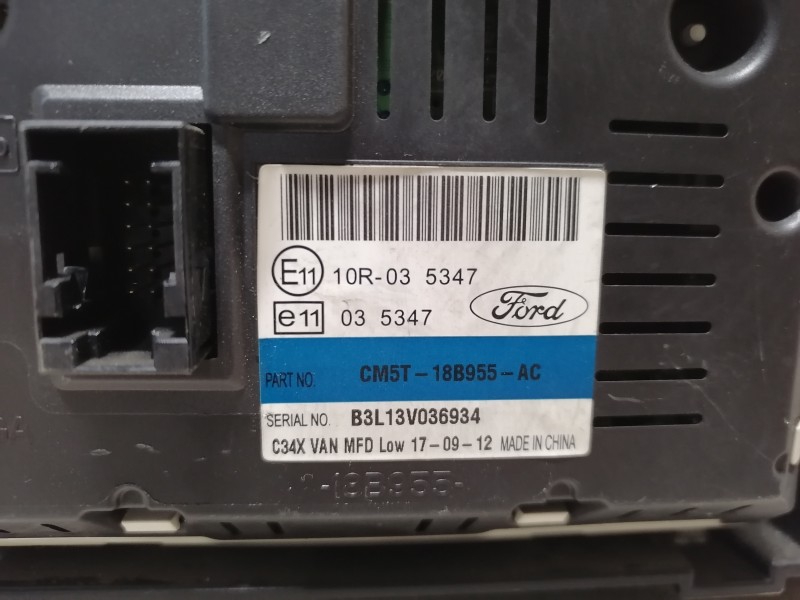 E11 10R-03 5347
e11 03 5347
Ford
PART NO. CM5T-18B955-AC
SERIAL NO. B3L13V036934
C34X VAN MFD Low 17-09-12 MADE IN CHINA